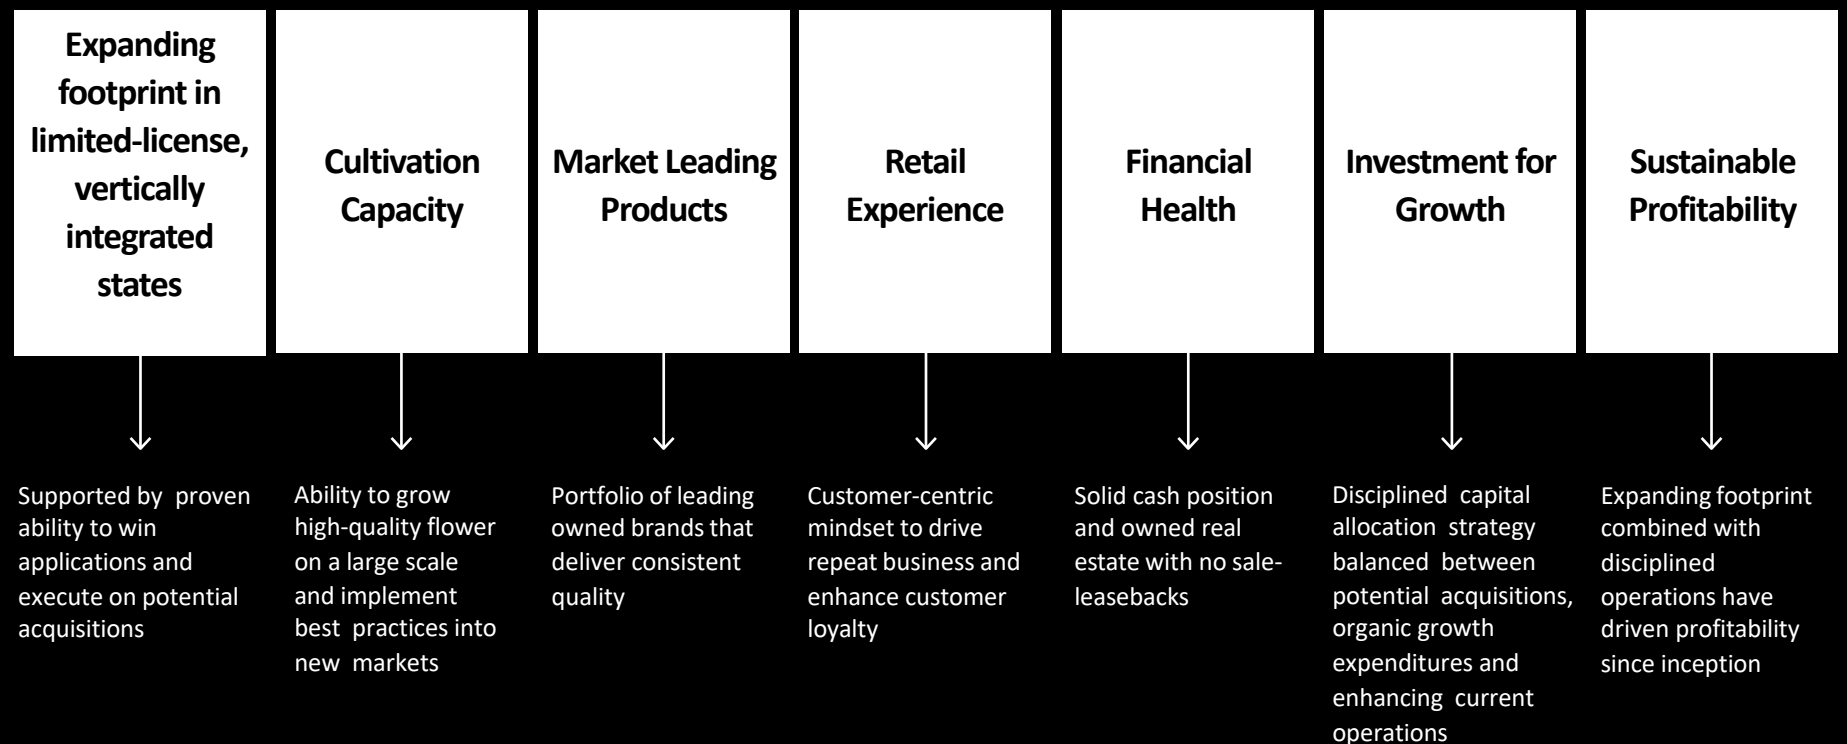 Expanding
footprint in
limited-license,
vertically
integrated
states
Cultivation
Capacity
Market Leading
Products
Retail
Experience
Financial
Health
Investment for
Growth
Sustainable
Profitability
Supported by proven
ability to win
applications and
execute on potential
acquisitions
Ability to grow
high-quality flower
on a large scale
and implement
best practices into
new markets
Portfolio of leading
owned brands that
deliver consistent
quality
Customer-centric
mindset to drive
repeat business and
enhance customer
loyalty
Solid cash position
and owned real
estate with no sale-
leasebacks
Disciplined capital
allocation strategy
balanced between
potential acquisitions,
organic growth
expenditures and
enhancing current
operations
Expanding footprint
combined with
disciplined
operations have
driven profitability
since inception